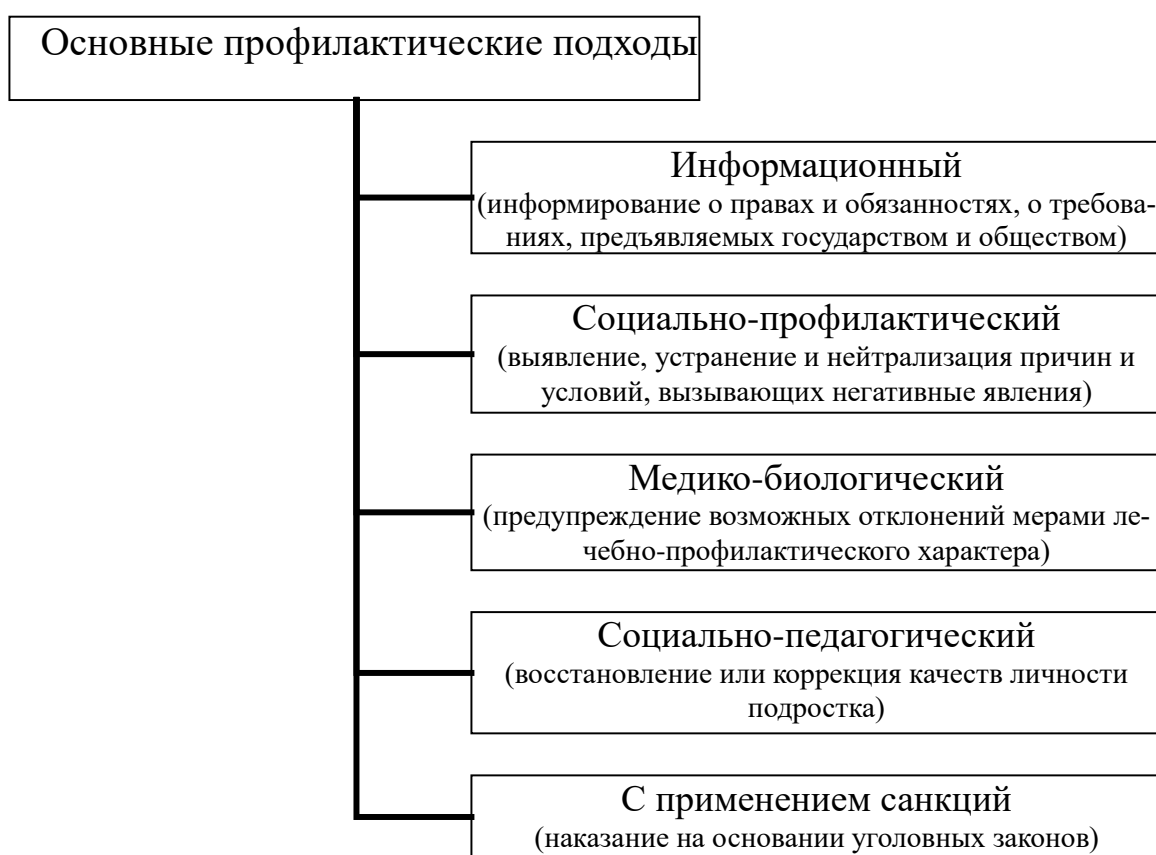 Основные профилактические подходы
Информационный
(информирование о правах и обязанностях, о требова-
ниях, предъявляемых государством и обществом)
Социально-профилактический
(выявление, устранение и нейтрализация причин и
условий, вызывающих негативные явления)
Медико-биологический
(предупреждение возможных отклонений мерами ле-
чебно-профилактического характера)
Социально-педагогический
(восстановление или коррекция качеств личности
подростка)
С применением санкций
(наказание на основании уголовных законов)